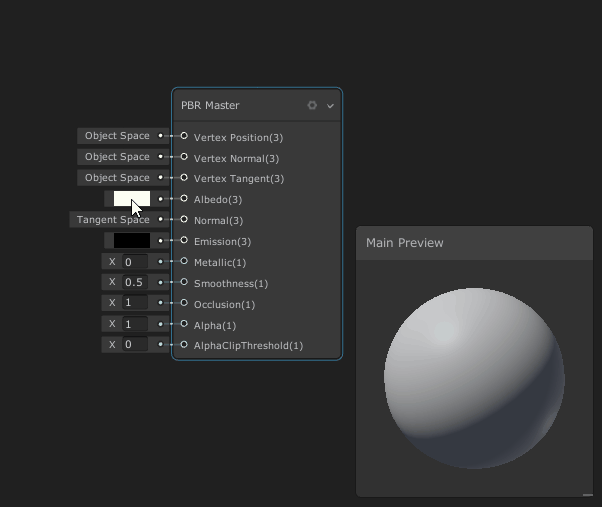 PBR Master
Object Space Vertex Position(3)
Object Space Vertex Normal(3)
Object Space Vertex Tangent(3)
Albedo(3)
Tangent Space Normal(3)
Emission(3)
X 0 Metallic(1)
X 0.5 Smoothness(1)
X 1 Occlusion(1)
X 1 Alpha(1)
X 0 AlphaClipThreshold(1)
Main Preview